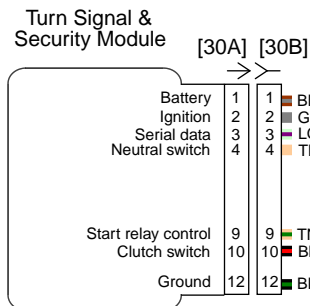 Turn Signal &
Security Module
[30A] [30B]
Battery 1 1
Ignition 2 2 G
Serial data 3 3
Neutral switch 4 4
Start relay control 9 9 TN
Clutch switch 10 10
Ground 12 12